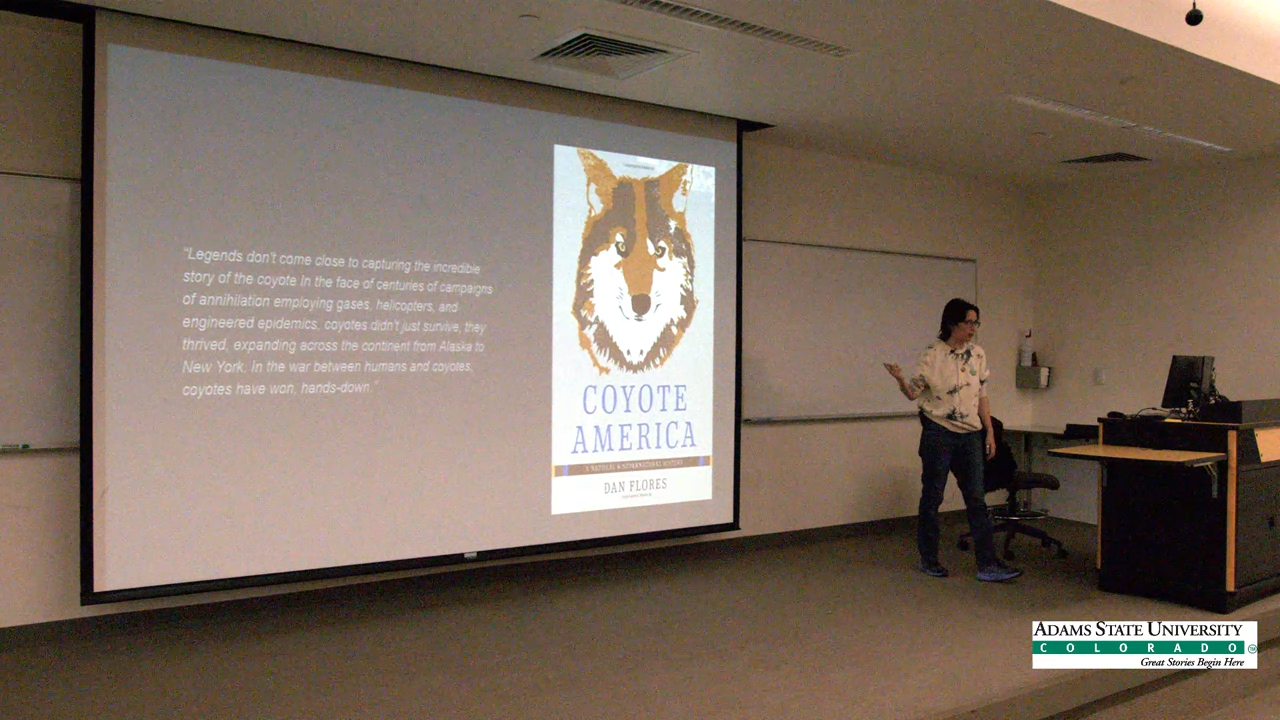 "Legends don't come close to capturing the incredible
story of the coyote In the face of centuries of campaigns
of annihilation employing gases, helicopters, and
engineered epidemics, coyotes didn't just survive, they
thrived, expanding across the continent from Alaska to
New York. In the war between humans and coyotes,
coyotes have won, hands-down."
COYOTE
AMERICA
A NATURAL & SUPERNATURAL HISTORY
DAN FLORES
ADAMS STATE UNIVERSITY
COLORADO TM
Great Stories Begin Here